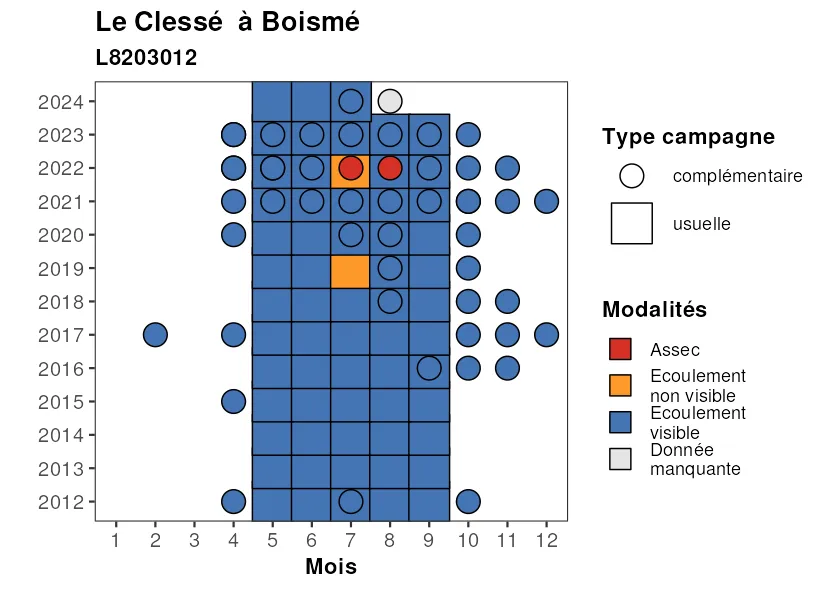 Le Clessé  à Boismé
L8203012
2024
2023
2022
2021
2020
2019
2018
2017
2016
2015
2014
2013
2012
1 2 3 4 5 6 7 8 9 10 11 12
Mois
Type campagne
complémentaire
usuelle
Modalités
Assec
Ecoulement
non visible
Ecoulement
visible
Donnée
manquante